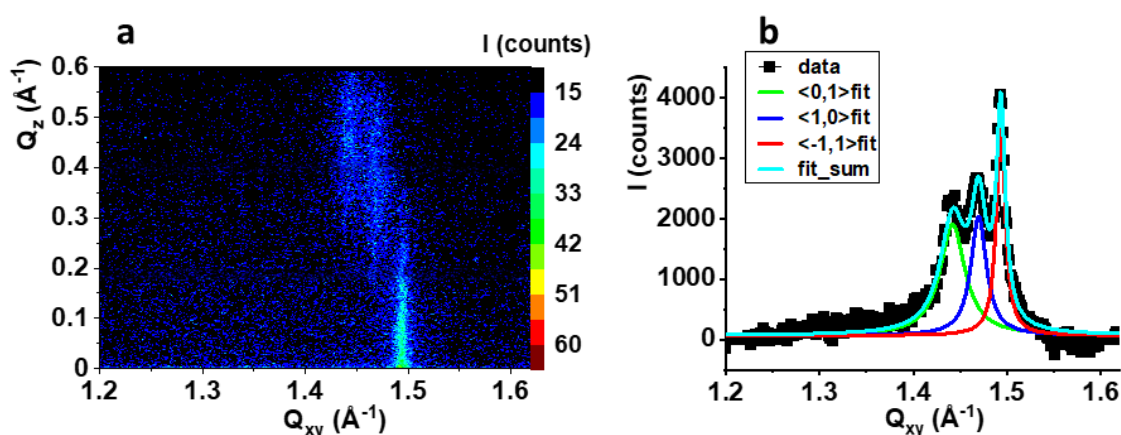 a
I (counts)
Q_z (Å⁻¹)
0.6
0.5
0.4
0.3
0.2
0.1
0
1.2
1.3
1.4
1.5
1.6
Q_xy (Å⁻¹)
15
24
33
42
51
60
b
I (counts)
4000
3000
2000
1000
0
1.2
1.3
1.4
1.5
1.6
Q_xy (Å⁻¹)
data
<0,1>fit
<1,0>fit
<-1,1>fit
fit_sum